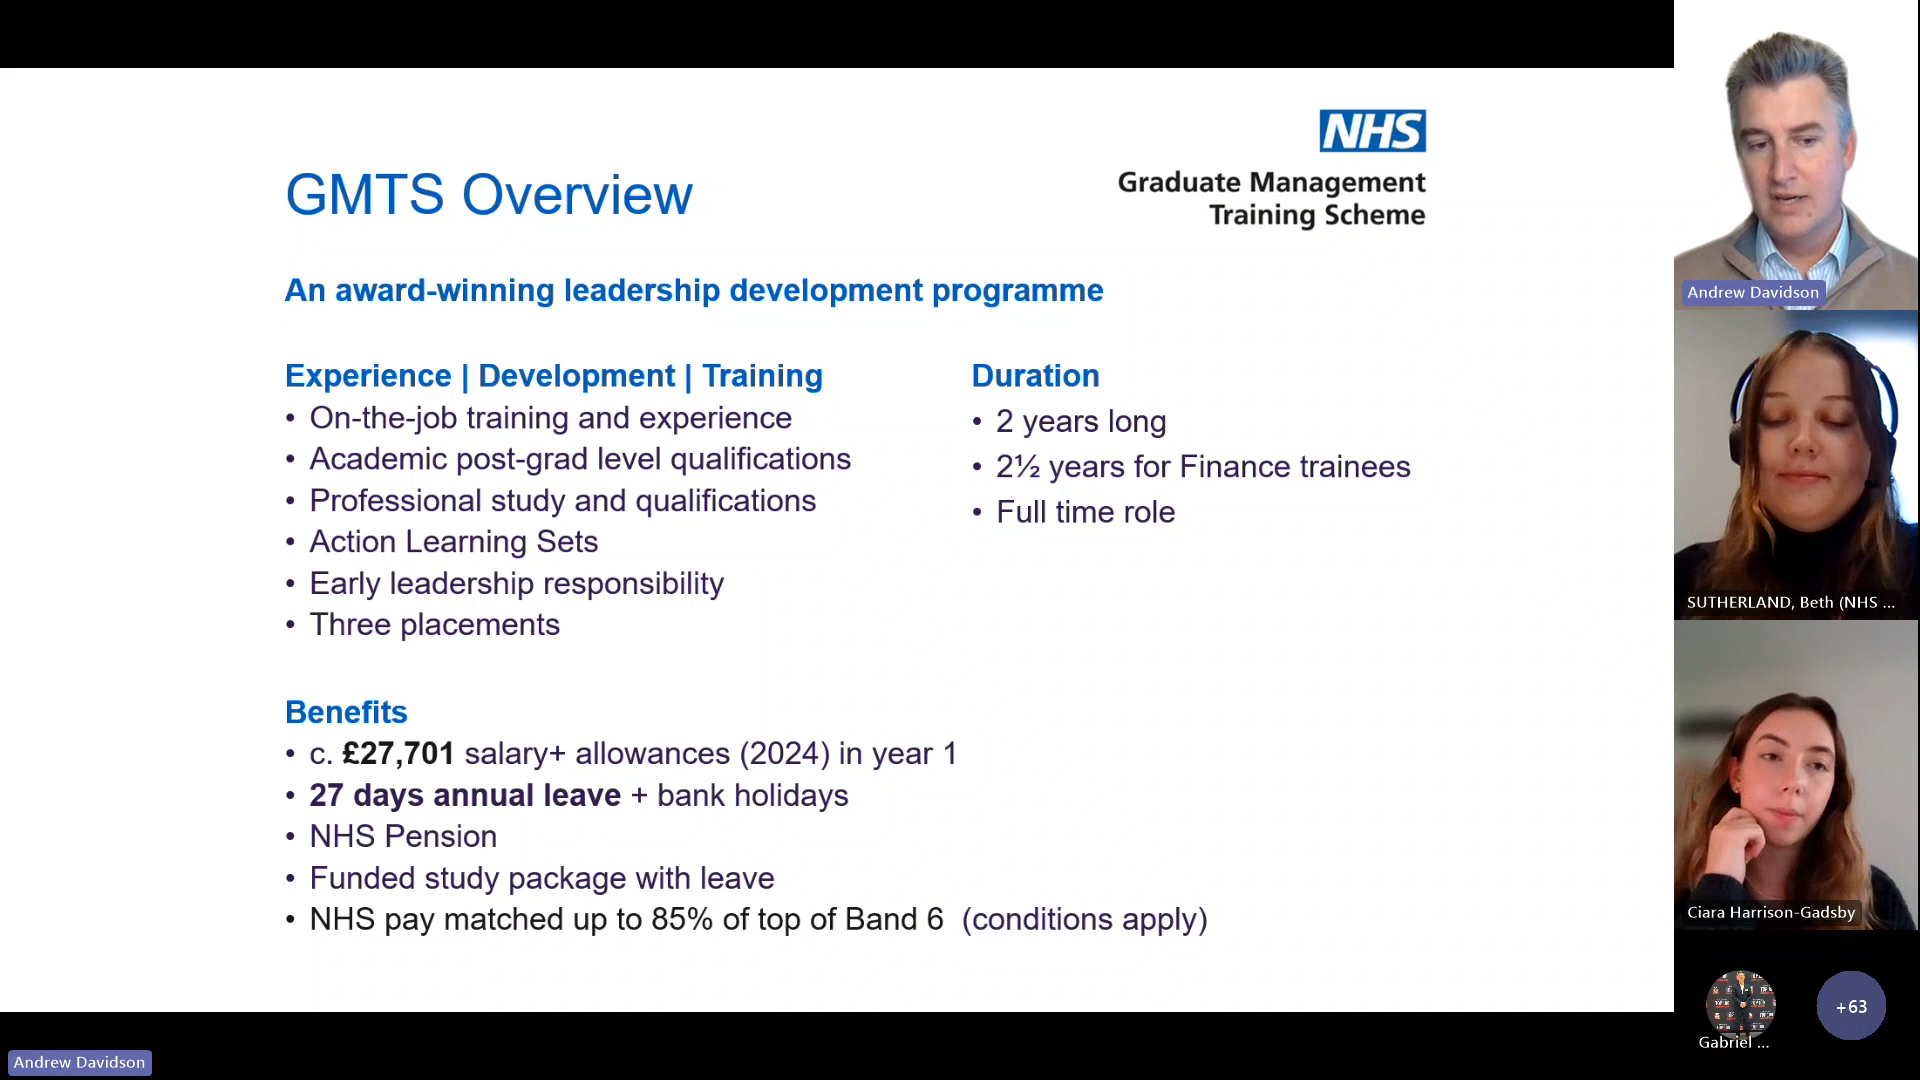 NHS
Graduate Management
Training Scheme
GMTS Overview
An award-winning leadership development programme
Experience | Development | Training
• On-the-job training and experience
• Academic post-grad level qualifications
• Professional study and qualifications
• Action Learning Sets
• Early leadership responsibility
• Three placements
Duration
• 2 years long
• 2½ years for Finance trainees
• Full time role
Benefits
• c. £27,701 salary+ allowances (2024) in year 1
• 27 days annual leave + bank holidays
• NHS Pension
• Funded study package with leave
• NHS pay matched up to 85% of top of Band 6 (conditions apply)
Andrew Davidson
SUTHERLAND, Beth (NHS ...
Ciara Harrison-Gadsby
Gabriel ...
+63
Andrew Davidson